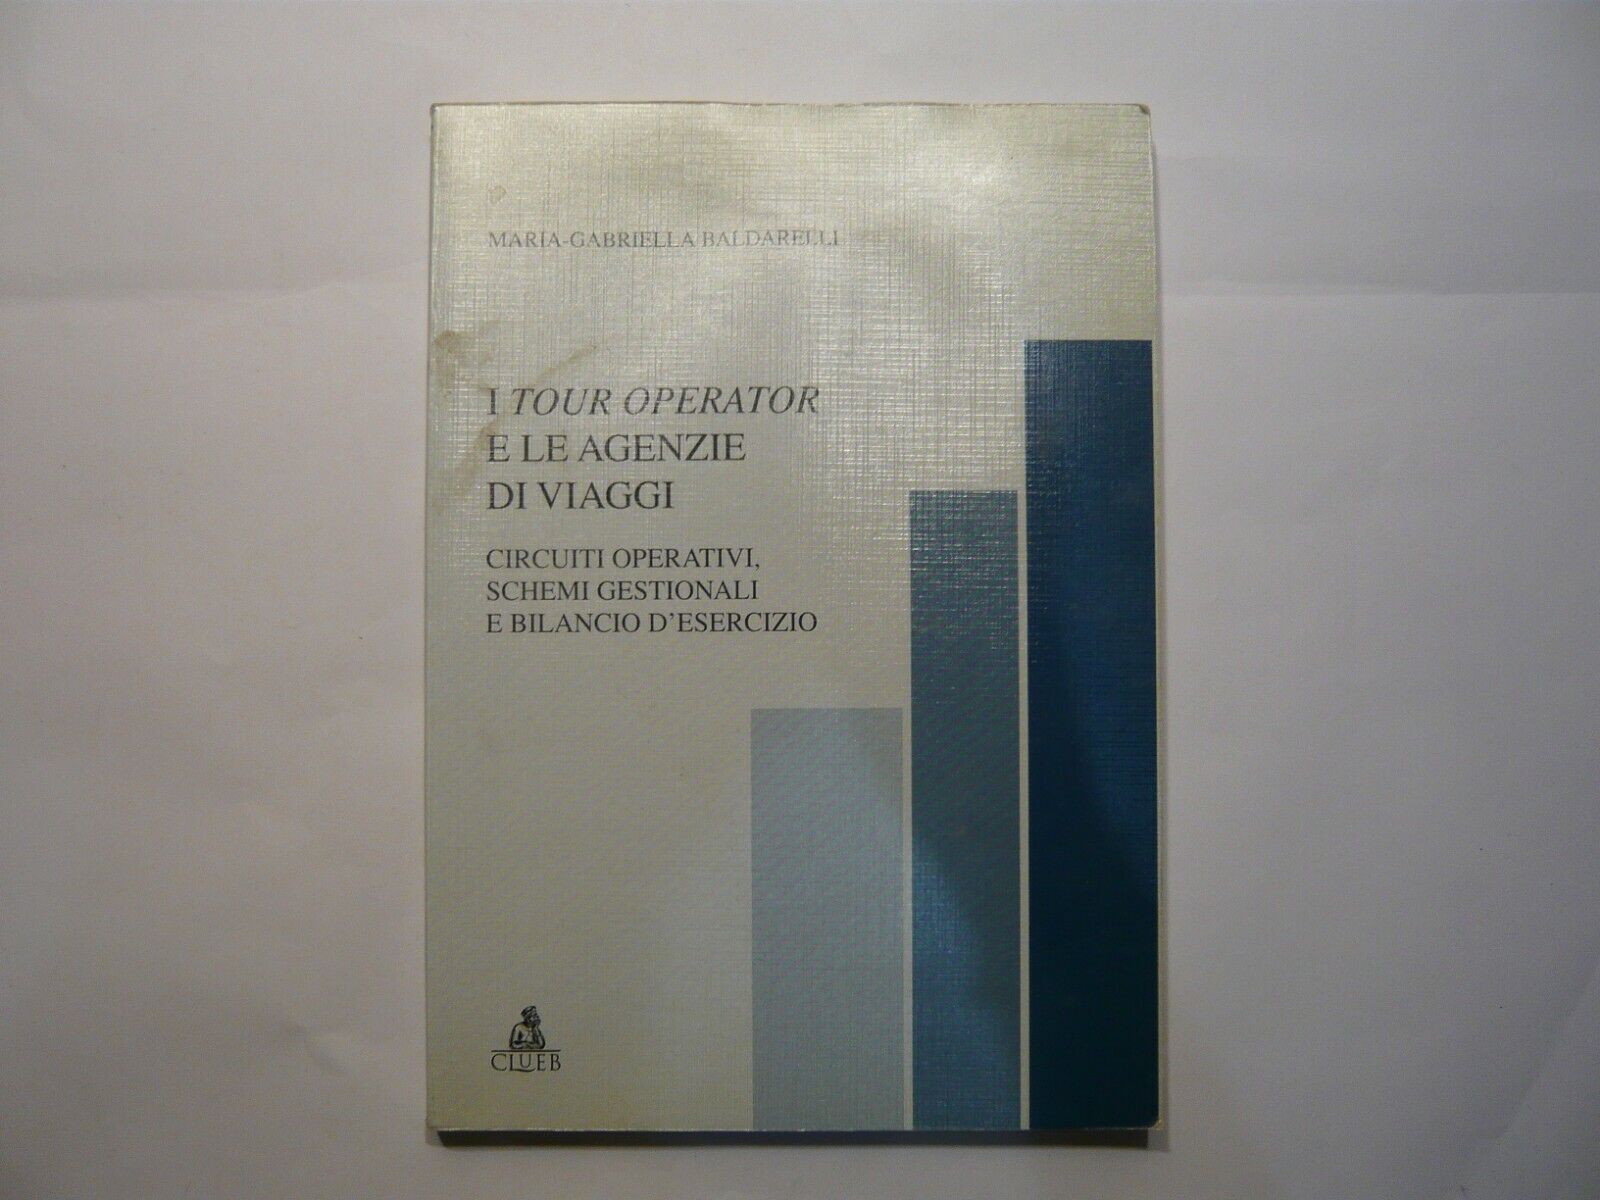 MARIA-GABRIELLA BALDARELLI
I TOUR OPERATOR
E LE AGENZIE
DI VIAGGI
CIRCUITI OPERATIVI,
SCHEMI GESTIONALI
E BILANCIO D'ESERCIZIO
CLUEB